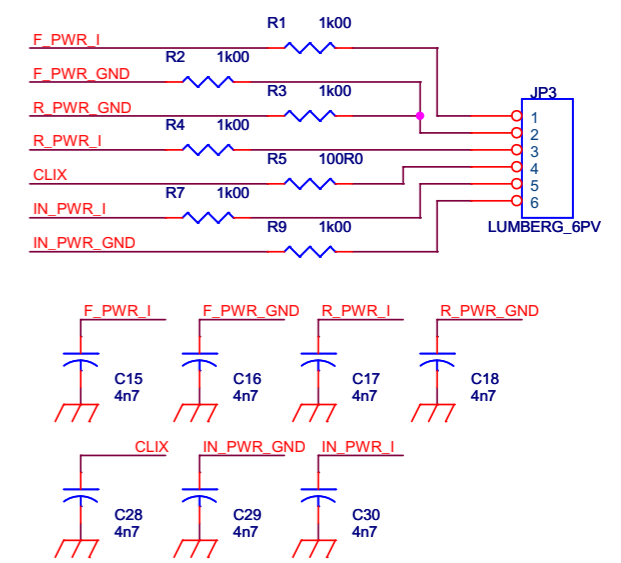 R1 1k00
F_PWR_I
R2 1k00
F_PWR_GND
R3 1k00
JP3
R_PWR_GND
R4 1k00
1
2
R_PWR_I
3
R5 100R0
CLIX
4
R7 1k00
5
IN_PWR_I
6
R9 1k00
LUMBERG_6PV
IN_PWR_GND
F_PWR_I F_PWR_GND R_PWR_I R_PWR_GND
C15 C16 C17 C18
4n7 4n7 4n7 4n7
CLIX IN_PWR_GND IN_PWR_I
C28 C29 C30
4n7 4n7 4n7